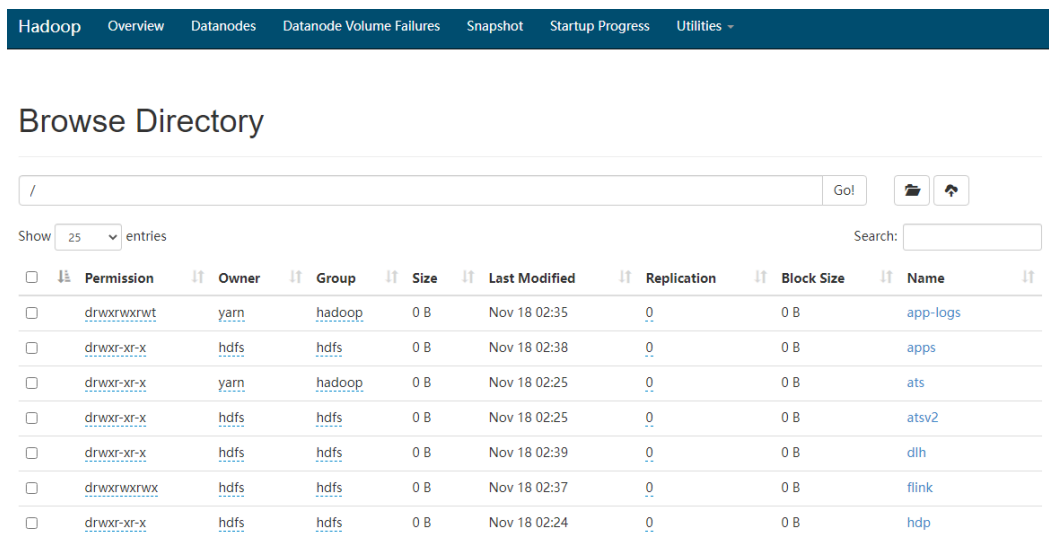 Hadoop Overview Datanodes Datanode Volume Failures Snapshot Startup Progress Utilities
Browse Directory
/ Go!
Show 25 entries Search:
Permission Owner Group Size Last Modified Replication Block Size Name
drwxrwxrwt yarn hadoop 0 B Nov 18 02:35 0 0 B app-logs
drwxr-xr-x hdfs hdfs 0 B Nov 18 02:38 0 0 B apps
drwxr-xr-x yarn hadoop 0 B Nov 18 02:25 0 0 B ats
drwxr-xr-x hdfs hdfs 0 B Nov 18 02:25 0 0 B atsv2
drwxr-xr-x hdfs hdfs 0 B Nov 18 02:39 0 0 B dlh
drwxrwxrwx hdfs hdfs 0 B Nov 18 02:37 0 0 B flink
drwxr-xr-x hdfs hdfs 0 B Nov 18 02:24 0 0 B hdp